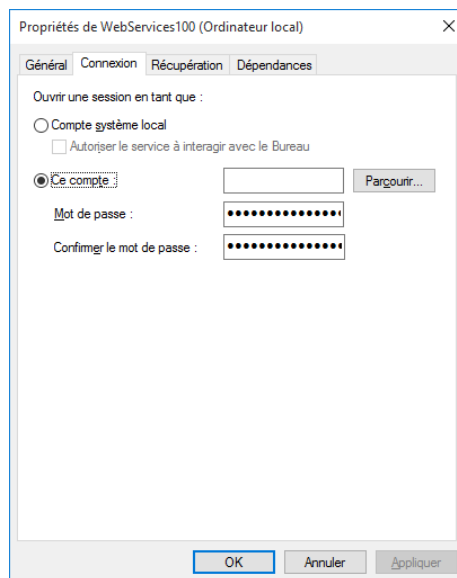 Propriétés de WebServices100 (Ordinateur local)
Général Connexion Récupération Dépendances
Ouvrir une session en tant que :
Compte système local
Autoriser le service à interagir avec le Bureau
Ce compte :
Parcourir...
Mot de passe :
Confirmer le mot de passe :
OK Annuler Appliquer